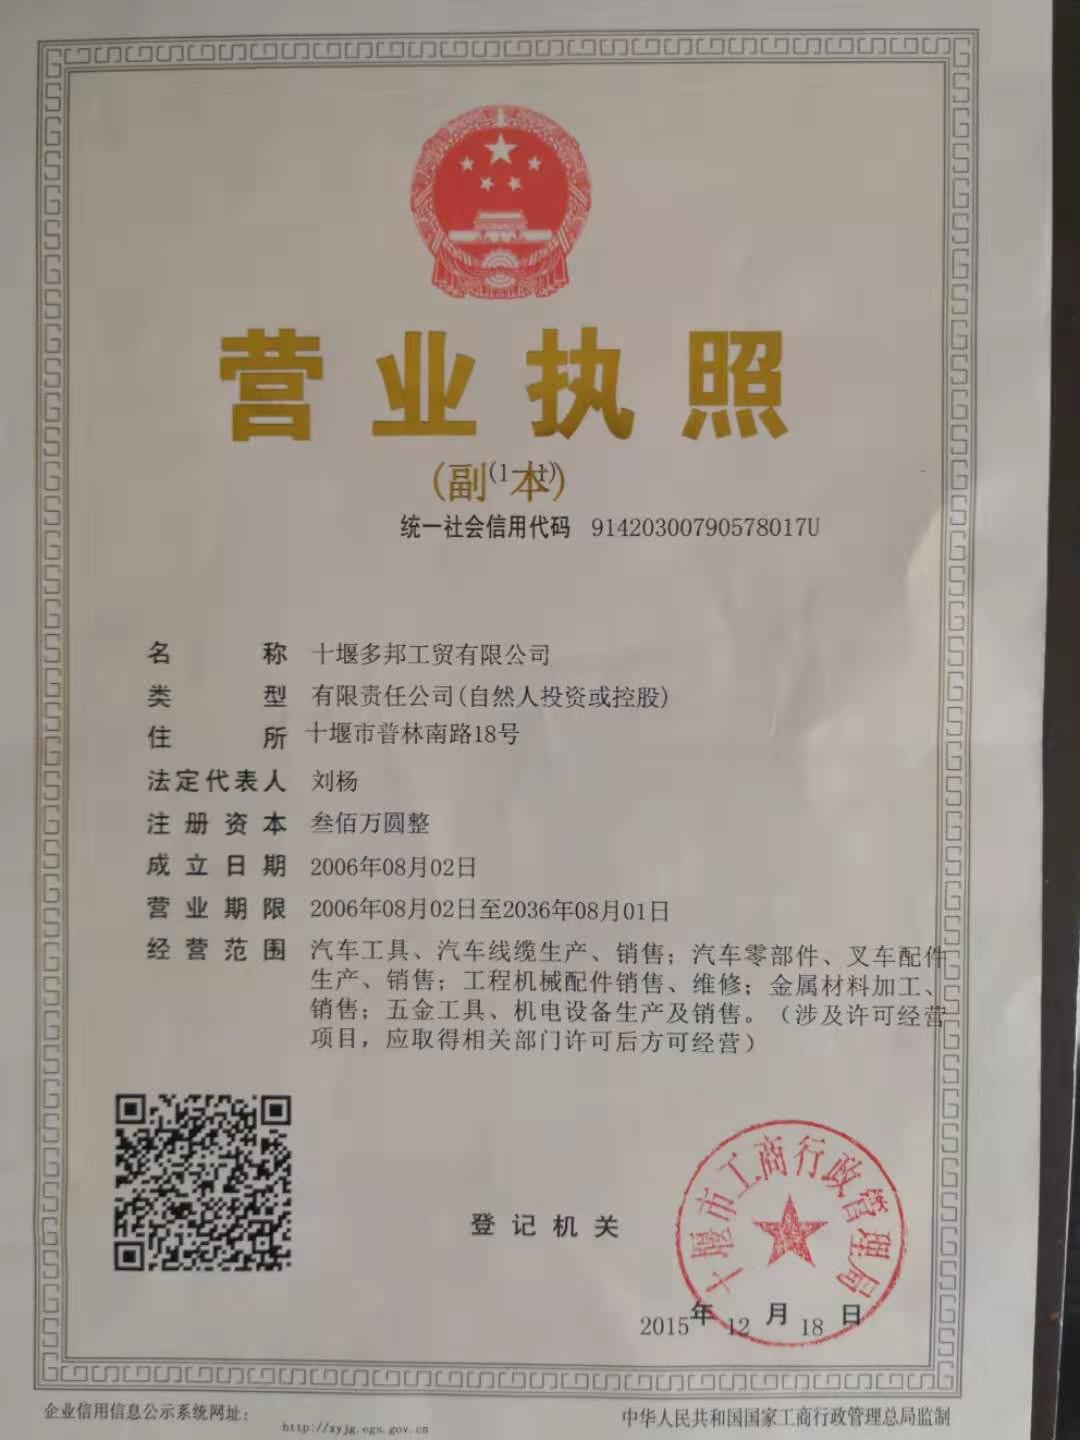 营业执照
(副本)
(1-1)
统一社会信用代码 91420300790578017U
名称 十堰多邦工贸有限公司
类型 有限责任公司(自然人投资或控股)
住所 十堰市普林南路18号
法定代表人 刘杨
注册资本 叁佰万圆整
成立日期 2006年08月02日
营业期限 2006年08月02日至2036年08月01日
经营范围 汽车工具、汽车线缆生产、销售；汽车零部件、叉车配件
生产、销售；工程机械配件销售、维修；金属材料加工、
销售；五金工具、机电设备生产及销售。（涉及许可经营
项目，应取得相关部门许可后方可经营）
登记机关
十堰市工商行政管理局
2015年12月18日
企业信用信息公示系统网址：
http://xyjg.egs.gov.cn
中华人民共和国国家工商行政管理总局监制